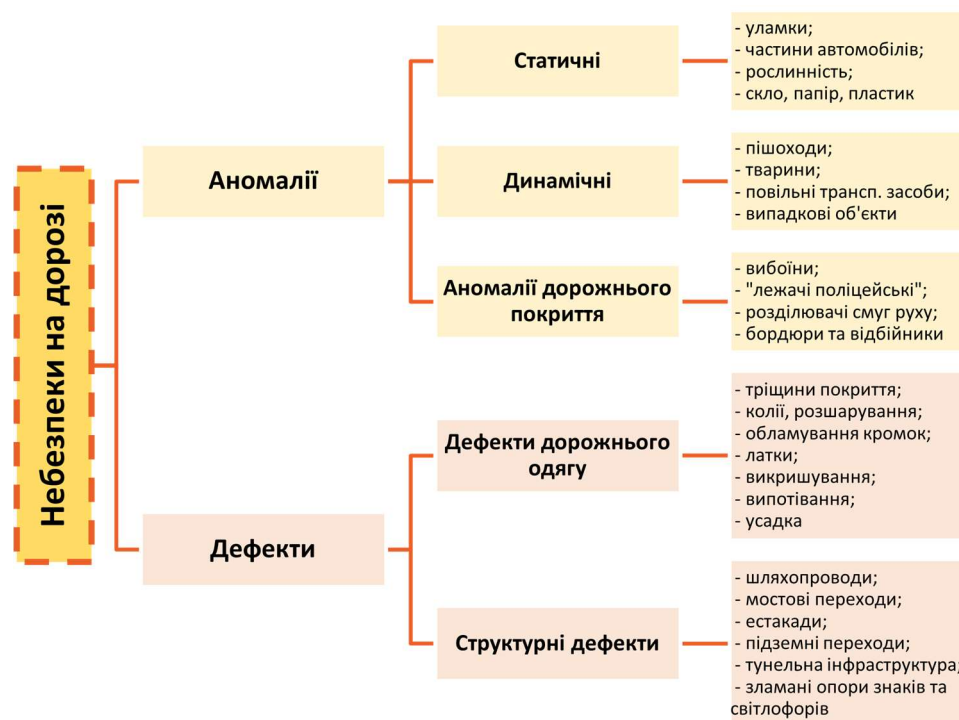 Небезпеки на дорозі
Аномалії
Статичні
- уламки;
- частини автомобілів;
- рослинність;
- скло, папір, пластик
Динамічні
- пішоходи;
- тварини;
- повільні трансп. засоби;
- випадкові об'єкти
Аномалії дорожнього
покриття
- вибоїни;
- "лежачі поліцейські";
- розділювачі смуг руху;
- бордюри та відбійники
Дефекти
Дефекти дорожнього
одягу
- тріщини покриття;
- колії, розшарування;
- обламування кромок;
- латки;
- викришування;
- випотівання;
- усадка
Структурні дефекти
- шляхопроводи;
- мостові переходи;
- естакади;
- підземні переходи;
- тунельна інфраструктура;
- зламані опори знаків та
світлофорів